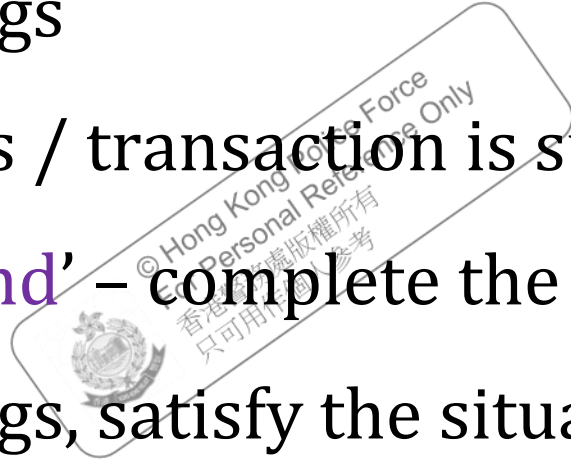 gs
s / transaction is s
nd’ – complete the
gs, satisfy the situa
© Hong Kong Police Force
For Personal Reference Only
香港警務處版權所有
只可用作個人參考